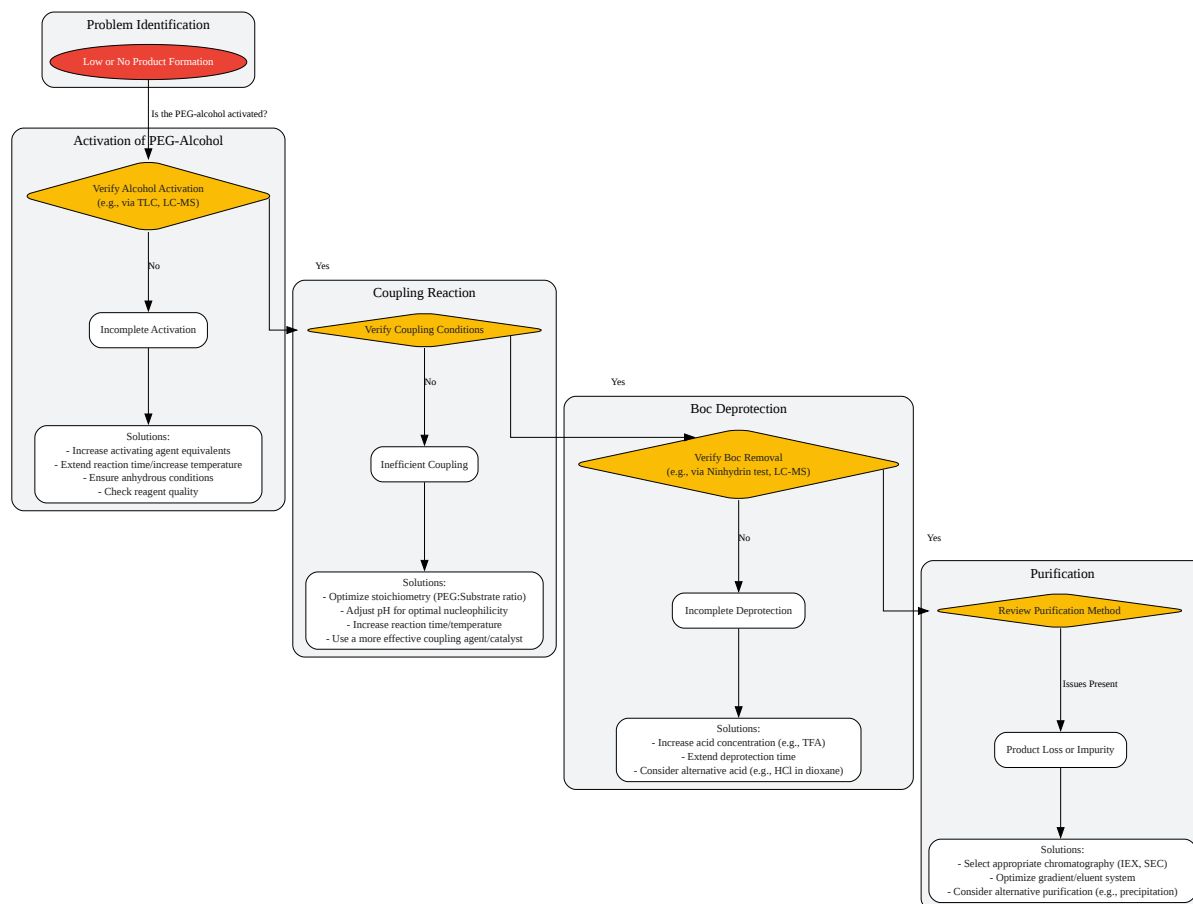 Problem Identification
Low or No Product Formation
Is the PEG-alcohol activated?
Activation of PEG-Alcohol
Verify Alcohol Activation
(e.g., via TLC, LC-MS)
No
Yes
Incomplete Activation
Solutions:
- Increase activating agent equivalents
- Extend reaction time/increase temperature
- Ensure anhydrous conditions
- Check reagent quality
Coupling Reaction
Verify Coupling Conditions
No
Yes
Inefficient Coupling
Solutions:
- Optimize stoichiometry (PEG:Substrate ratio)
- Adjust pH for optimal nucleophilicity
- Increase reaction time/temperature
- Use a more effective coupling agent/catalyst
Boc Deprotection
Verify Boc Removal
(e.g., via Ninhydrin test, LC-MS)
No
Yes
Incomplete Deprotection
Solutions:
- Increase acid concentration (e.g., TFA)
- Extend deprotection time
- Consider alternative acid (e.g., HCl in dioxane)
Purification
Review Purification Method
Issues Present
Product Loss or Impurity
Solutions:
- Select appropriate chromatography (IEX, SEC)
- Optimize gradient/eluent system
- Consider alternative purification (e.g., precipitation)